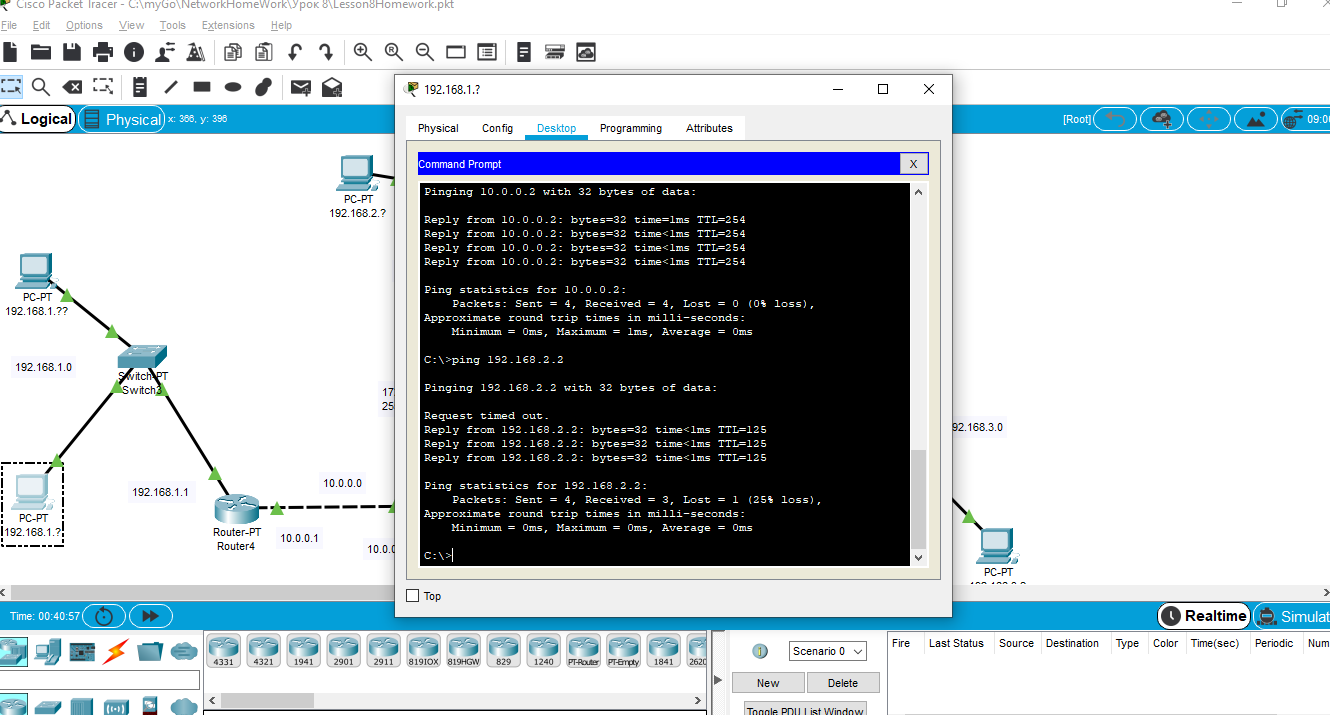 Cisco Packet Tracer - C:\myGo\NetworkHomeWork\Урок 8\Lesson8Homework.pkt
File Edit Options View Tools Extensions Help
Logical Physical x: 366, y: 396 [Root]
192.168.1.?
Physical Config Desktop Programming Attributes
Command Prompt X
Pinging 10.0.0.2 with 32 bytes of data:
Reply from 10.0.0.2: bytes=32 time=1ms TTL=254
Reply from 10.0.0.2: bytes=32 time<1ms TTL=254
Reply from 10.0.0.2: bytes=32 time<1ms TTL=254
Reply from 10.0.0.2: bytes=32 time<1ms TTL=254
Ping statistics for 10.0.0.2:
Packets: Sent = 4, Received = 4, Lost = 0 (0% loss),
Approximate round trip times in milli-seconds:
Minimum = 0ms, Maximum = 1ms, Average = 0ms
C:\>ping 192.168.2.2
Pinging 192.168.2.2 with 32 bytes of data:
Request timed out.
Reply from 192.168.2.2: bytes=32 time<1ms TTL=125
Reply from 192.168.2.2: bytes=32 time<1ms TTL=125
Reply from 192.168.2.2: bytes=32 time<1ms TTL=125
Ping statistics for 192.168.2.2:
Packets: Sent = 4, Received = 3, Lost = 1 (25% loss),
Approximate round trip times in milli-seconds:
Minimum = 0ms, Maximum = 0ms, Average = 0ms
C:\>
Top
PC-PT
192.168.2.?
PC-PT
192.168.1.??
192.168.1.0
Switch-PT
Switch3
PC-PT
192.168.1.?
192.168.1.1
Router-PT
Router4
10.0.0.0
10.0.0.1
92.168.3.0
PC-PT
Time: 00:40:57 Realtime
4331 4321 1941 2901 2911 819IOX 819HGW 829 1240 PT-Router PT-Empty 1841
Scenario 0
New Delete
Toggle PDU List Window
Fire Last Status Source Destination Type Color Time(sec) Periodic